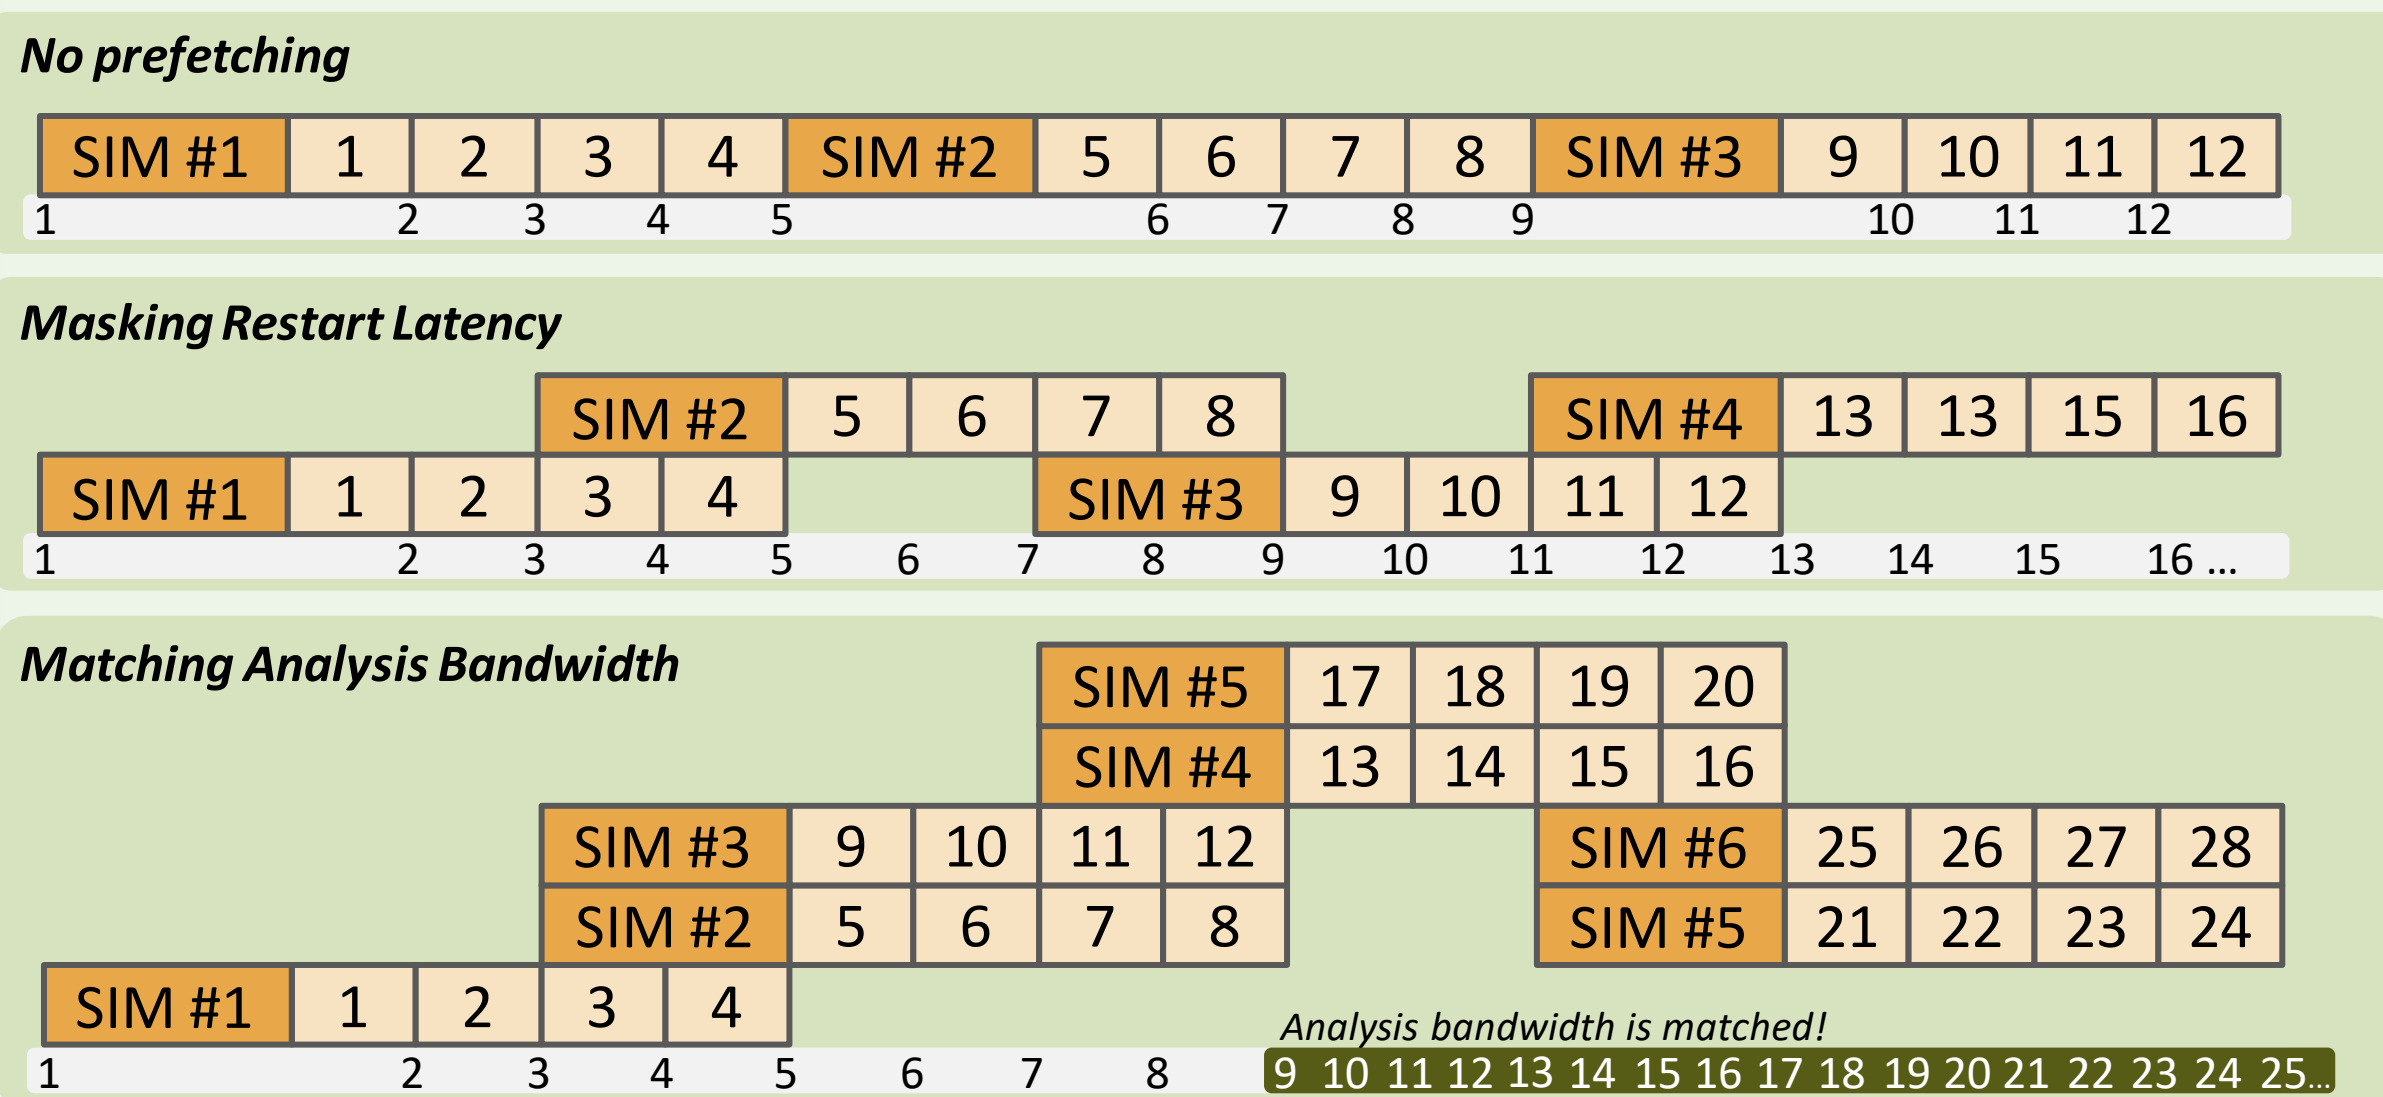 No prefetching
SIM #1 1 2 3 4 SIM #2 5 6 7 8 SIM #3 9 10 11 12
1 2 3 4 5 6 7 8 9 10 11 12
Masking Restart Latency
SIM #2 5 6 7 8 SIM #4 13 13 15 16
SIM #1 1 2 3 4 SIM #3 9 10 11 12
1 2 3 4 5 6 7 8 9 10 11 12 13 14 15 16 ...
Matching Analysis Bandwidth
SIM #5 17 18 19 20
SIM #4 13 14 15 16
SIM #3 9 10 11 12 SIM #6 25 26 27 28
SIM #2 5 6 7 8 SIM #5 21 22 23 24
SIM #1 1 2 3 4
Analysis bandwidth is matched!
1 2 3 4 5 6 7 8 9 10 11 12 13 14 15 16 17 18 19 20 21 22 23 24 25...